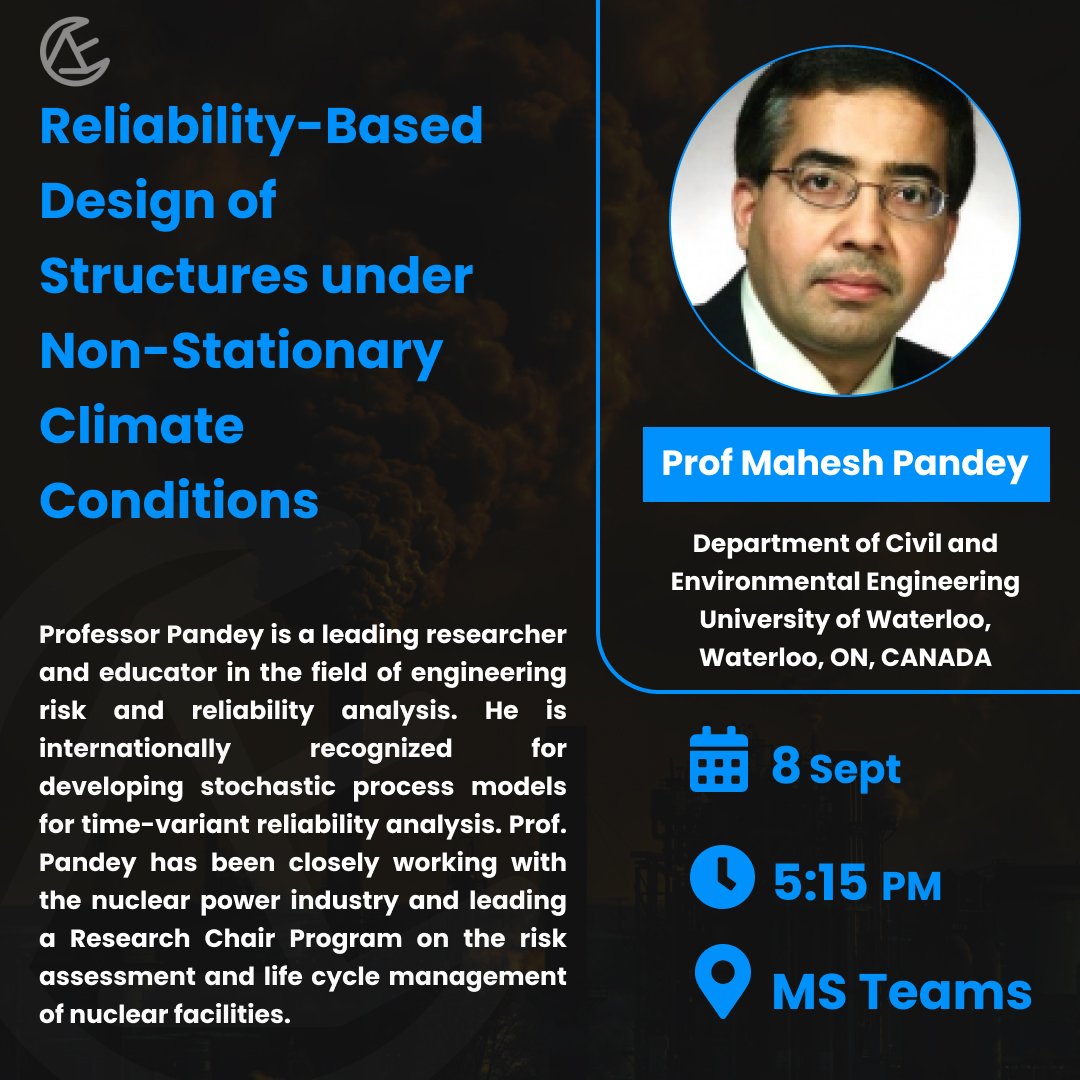 Reliability-Based
Design of
Structures under
Non-Stationary
Climate
Conditions
Professor Pandey is a leading researcher
and educator in the field of engineering
risk and reliability analysis. He is
internationally recognized for
developing stochastic process models
for time-variant reliability analysis. Prof.
Pandey has been closely working with
the nuclear power industry and leading
a Research Chair Program on the risk
assessment and life cycle management
of nuclear facilities.
Prof Mahesh Pandey
Department of Civil and
Environmental Engineering
University of Waterloo,
Waterloo, ON, CANADA
8 Sept
5:15 PM
MS Teams